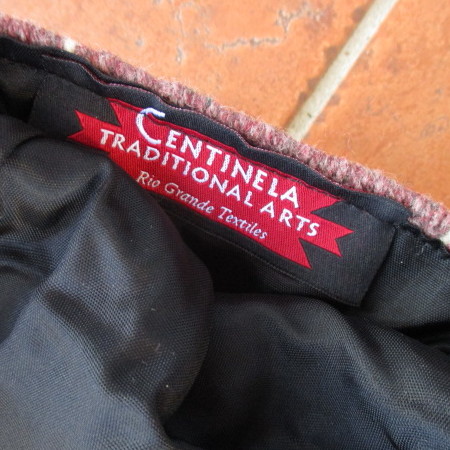 CENTINELA
TRADITIONAL ARTS
Rio Grande Textiles